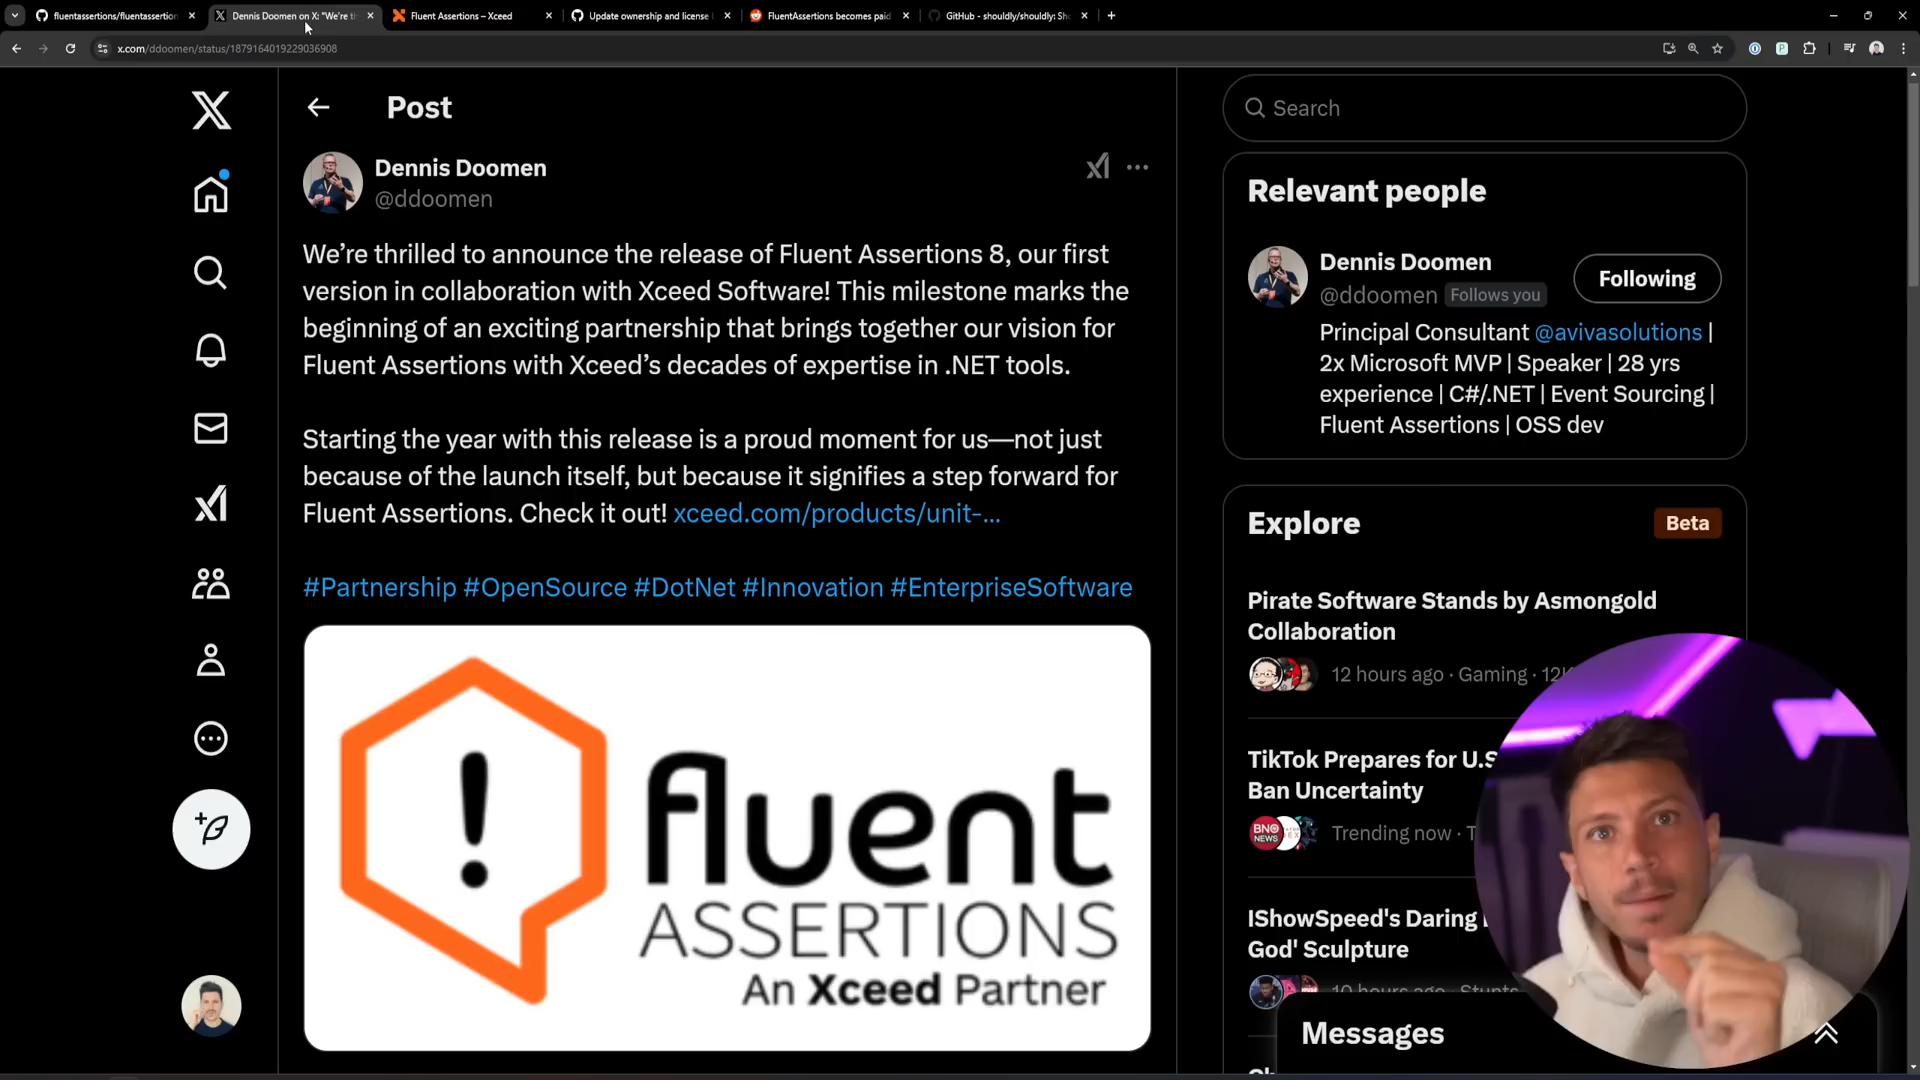 fluentassertions/fluentassertion
Dennis Doomen on X: "We're th
Fluent Assertions – Xceed
Update ownership and license
FluentAssertions becomes paid
GitHub - shouldly/shouldly: Sho
x.com/ddoomen/status/1879164019229036908
Post
Dennis Doomen
@ddoomen
We’re thrilled to announce the release of Fluent Assertions 8, our first
version in collaboration with Xceed Software! This milestone marks the
beginning of an exciting partnership that brings together our vision for
Fluent Assertions with Xceed’s decades of expertise in .NET tools.
Starting the year with this release is a proud moment for us—not just
because of the launch itself, but because it signifies a step forward for
Fluent Assertions. Check it out! xceed.com/products/unit-…
#Partnership #OpenSource #DotNet #Innovation #EnterpriseSoftware
!
fluent
ASSERTIONS
An Xceed Partner
Search
Relevant people
Dennis Doomen
@ddoomen Follows you
Following
Principal Consultant @avivasolutions |
2x Microsoft MVP | Speaker | 28 yrs
experience | C#/.NET | Event Sourcing |
Fluent Assertions | OSS dev
Explore
Beta
Pirate Software Stands by Asmongold
Collaboration
12 hours ago · Gaming · 12
TikTok Prepares for U.S
Ban Uncertainty
BNO
NEWS
Trending now · T
IShowSpeed's Daring
God' Sculpture
10 hours ago · Stunts
Messages